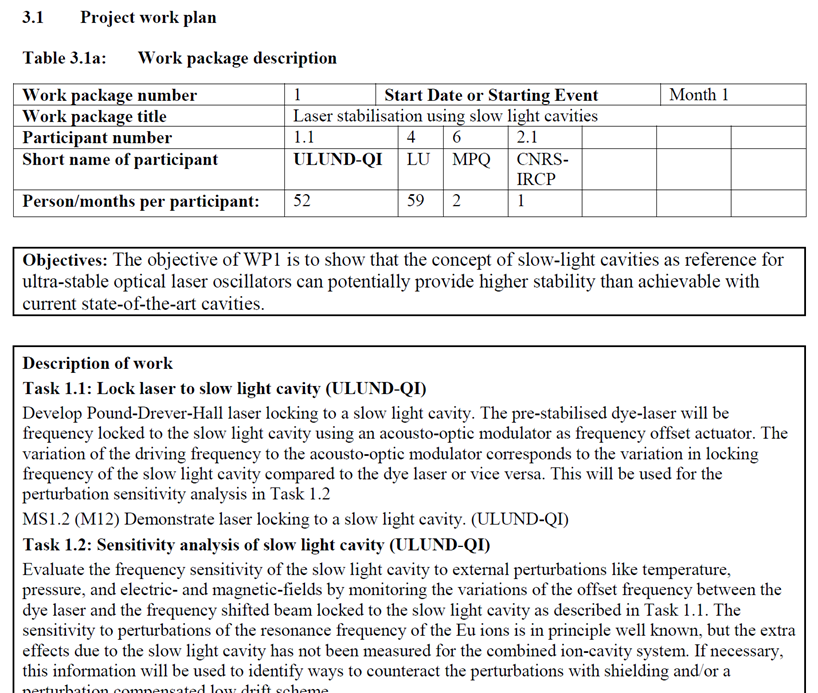 3.1 Project work plan
Table 3.1a: Work package description
Work package number 1 Start Date or Starting Event Month 1
Work package title Laser stabilisation using slow light cavities
Participant number 1.1 4 6 2.1
Short name of participant ULUND-QI LU MPQ CNRS-
IRCP
Person/months per participant: 52 59 2 1
Objectives: The objective of WP1 is to show that the concept of slow-light cavities as reference for
ultra-stable optical laser oscillators can potentially provide higher stability than achievable with
current state-of-the-art cavities.
Description of work
Task 1.1: Lock laser to slow light cavity (ULUND-QI)
Develop Pound-Drever-Hall laser locking to a slow light cavity. The pre-stabilised dye-laser will be
frequency locked to the slow light cavity using an acousto-optic modulator as frequency offset actuator. The
variation of the driving frequency to the acousto-optic modulator corresponds to the variation in locking
frequency of the slow light cavity compared to the dye laser or vice versa. This will be used for the
perturbation sensitivity analysis in Task 1.2
MS1.2 (M12) Demonstrate laser locking to a slow light cavity. (ULUND-QI)
Task 1.2: Sensitivity analysis of slow light cavity (ULUND-QI)
Evaluate the frequency sensitivity of the slow light cavity to external perturbations like temperature,
pressure, and electric- and magnetic-fields by monitoring the variations of the offset frequency between the
dye laser and the frequency shifted beam locked to the slow light cavity as described in Task 1.1. The
sensitivity to perturbations of the resonance frequency of the Eu ions is in principle well known, but the extra
effects due to the slow light cavity has not been measured for the combined ion-cavity system. If necessary,
this information will be used to identify ways to counteract the perturbations with shielding and/or a
perturbation compensated low drift scheme.